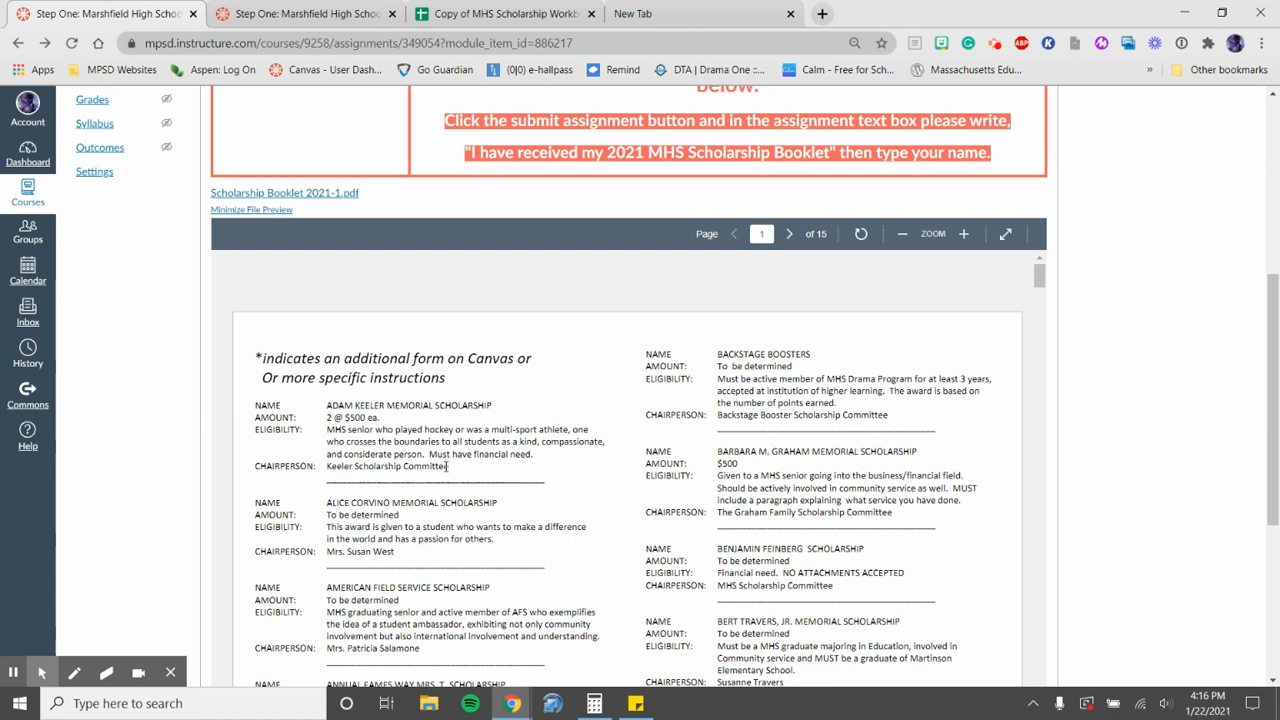 Step One: Marshfield High School
Step One: Marshfield High Schoo
Copy of MHS Scholarship Workb
New Tab
mpsd.instructure.com/courses/9258/assignments/349054?module_item_id=886217
Apps
MPSD Websites
Aspen: Log On
Canvas - User Dash...
Go Guardian
(0|0) e-hallpass
Remind
DTA | Drama One ::...
Calm - Free for Sch...
Massachusetts Edu...
»
Other bookmarks
Account
Dashboard
Courses
Groups
Calendar
Inbox
History
Commons
Help
Grades
Syllabus
Outcomes
Settings
below.
Click the submit assignment button and in the assignment text box please write,
"I have received my 2021 MHS Scholarship Booklet" then type your name.
Scholarship Booklet 2021-1.pdf
Minimize File Preview
Page 1 of 15 ZOOM
*indicates an additional form on Canvas or
Or more specific instructions
NAME ADAM KEELER MEMORIAL SCHOLARSHIP
AMOUNT: 2 @ $500 ea.
ELIGIBILITY: MHS senior who played hockey or was a multi-sport athlete, one
who crosses the boundaries to all students as a kind, compassionate,
and considerate person. Must have financial need.
CHAIRPERSON: Keeler Scholarship Committee
NAME ALICE CORVINO MEMORIAL SCHOLARSHIP
AMOUNT: To be determined
ELIGIBILITY: This award is given to a student who wants to make a difference
in the world and has a passion for others.
CHAIRPERSON: Mrs. Susan West
NAME AMERICAN FIELD SERVICE SCHOLARSHIP
AMOUNT: To be determined
ELIGIBILITY: MHS graduating senior and active member of AFS who exemplifies
the idea of a student ambassador, exhibiting not only community
involvement but also international involvement and understanding.
CHAIRPERSON: Mrs. Patricia Salamone
NAME ANNUAL EAMES WAY MRS. T. SCHOLARSHIP
NAME BACKSTAGE BOOSTERS
AMOUNT: To be determined
ELIGIBILITY: Must be active member of MHS Drama Program for at least 3 years,
accepted at institution of higher learning. The award is based on
the number of points earned.
CHAIRPERSON: Backstage Booster Scholarship Committee
NAME BARBARA M. GRAHAM MEMORIAL SCHOLARSHIP
AMOUNT: $500
ELIGIBILITY: Given to a MHS senior going into the business/financial field.
Should be actively involved in community service as well. MUST
include a paragraph explaining what service you have done.
CHAIRPERSON: The Graham Family Scholarship Committee
NAME BENJAMIN FEINBERG SCHOLARSHIP
AMOUNT: To be determined
ELIGIBILITY: Financial need. NO ATTACHMENTS ACCEPTED
CHAIRPERSON: MHS Scholarship Committee
NAME BERT TRAVERS, JR. MEMORIAL SCHOLARSHIP
AMOUNT: To be determined
ELIGIBILITY: Must be a MHS graduate majoring in Education, involved in
Community service and MUST be a graduate of Martinson
Elementary School.
CHAIRPERSON: Susanne Travers
Type here to search
4:16 PM
1/22/2021